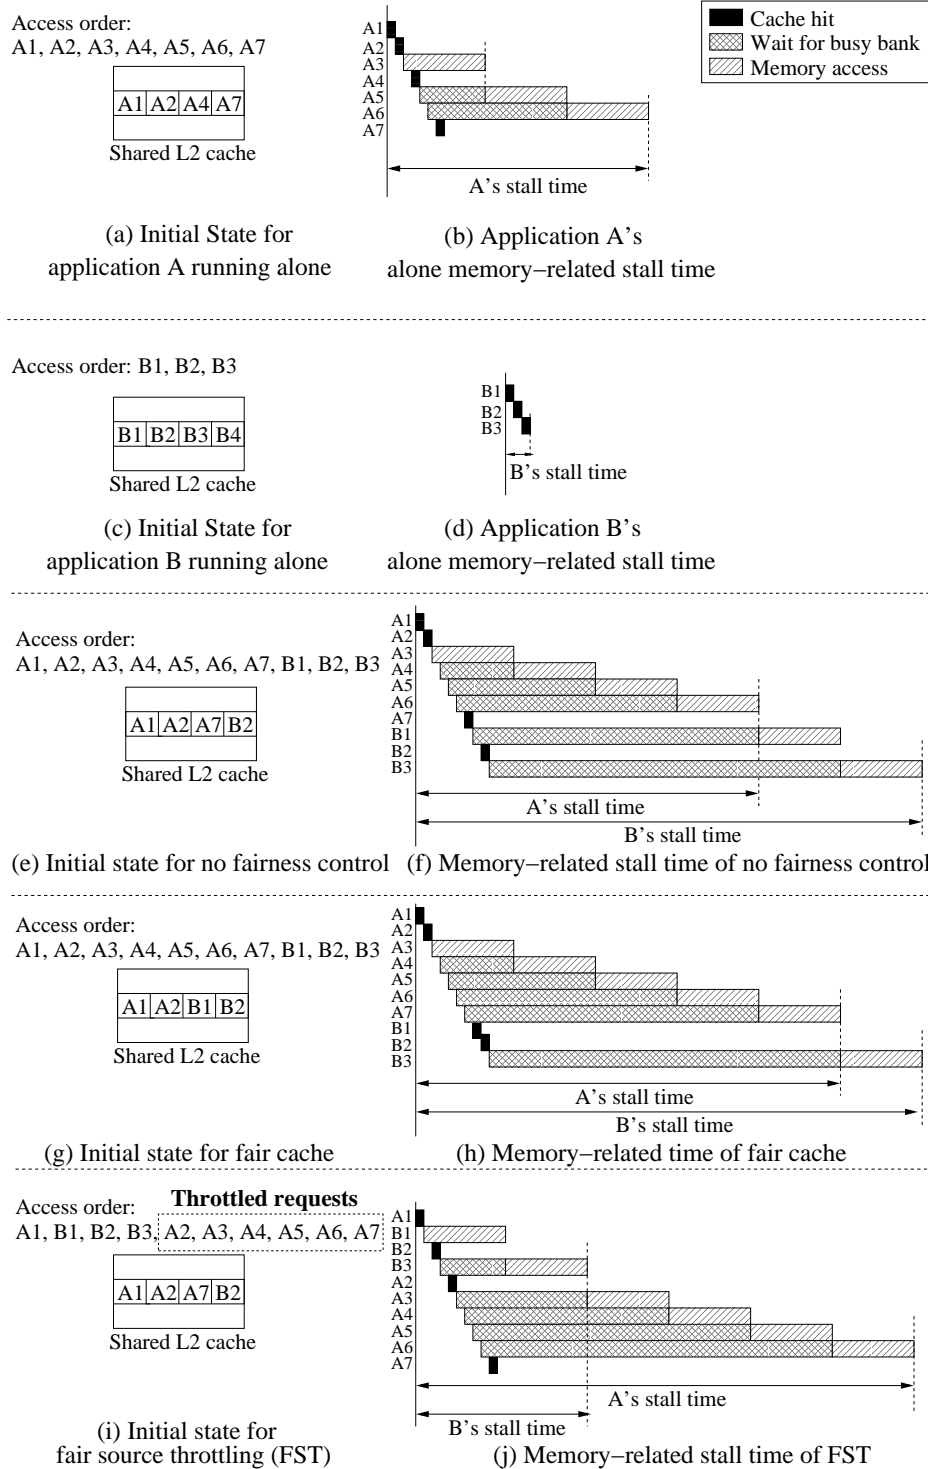 Access order:
A1, A2, A3, A4, A5, A6, A7
A1 A2 A4 A7
Shared L2 cache
A1
A2
A3
A4
A5
A6
A7
A's stall time
Cache hit
Wait for busy bank
Memory access
(a) Initial State for
application A running alone
(b) Application A's
alone memory−related stall time
Access order: B1, B2, B3
B1 B2 B3 B4
Shared L2 cache
B1
B2
B3
B's stall time
(c) Initial State for
application B running alone
(d) Application B's
alone memory−related stall time
Access order:
A1, A2, A3, A4, A5, A6, A7, B1, B2, B3
A1 A2 A7 B2
Shared L2 cache
A1
A2
A3
A4
A5
A6
A7
B1
B2
B3
A's stall time
B's stall time
(e) Initial state for no fairness control
(f) Memory−related stall time of no fairness control
Access order:
A1, A2, A3, A4, A5, A6, A7, B1, B2, B3
A1 A2 B1 B2
Shared L2 cache
A1
A2
A3
A4
A5
A6
A7
B1
B2
B3
A's stall time
B's stall time
(g) Initial state for fair cache
(h) Memory−related time of fair cache
Throttled requests
Access order:
A1, B1, B2, B3, A2, A3, A4, A5, A6, A7
A1 A2 A7 B2
Shared L2 cache
A1
B1
B2
B3
A2
A3
A4
A5
A6
A7
A's stall time
B's stall time
(i) Initial state for
fair source throttling (FST)
(j) Memory−related stall time of FST